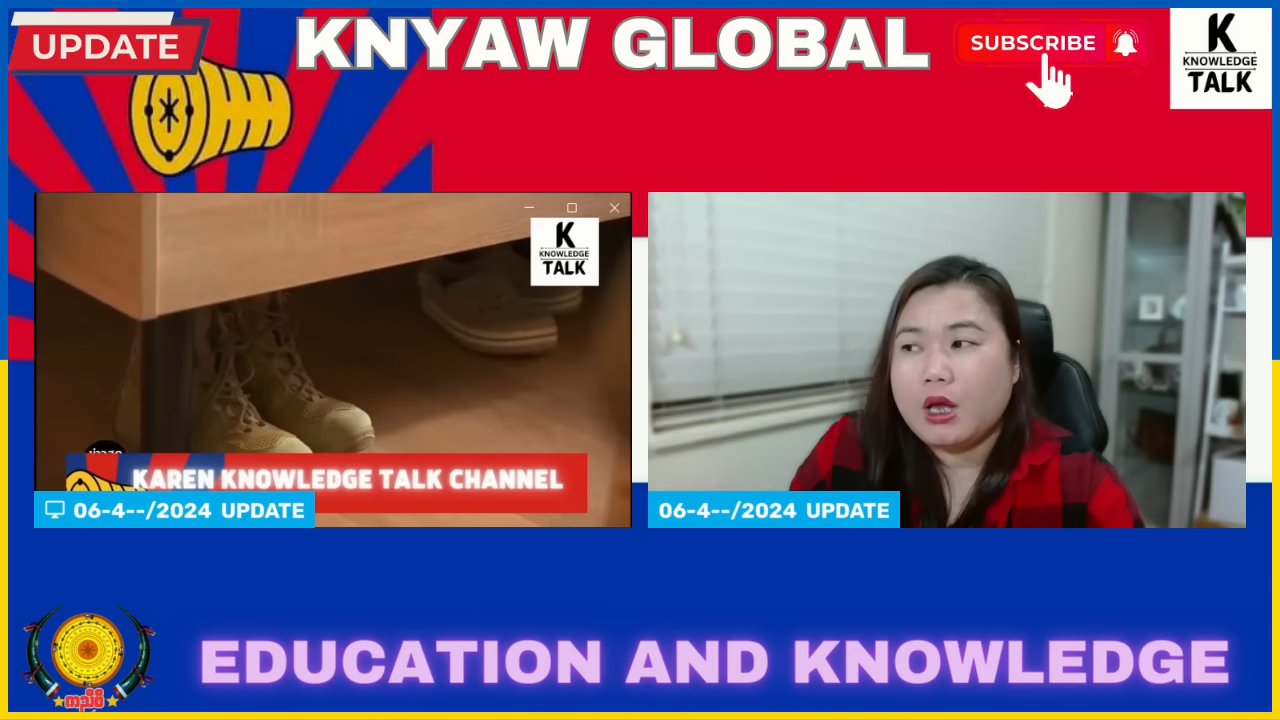 UPDATE
KNYAW GLOBAL
SUBSCRIBE
K
KNOWLEDGE
TALK
K
KNOWLEDGE
TALK
KAREN KNOWLEDGE TALK CHANNEL
06-4--/2024 UPDATE
06-4--/2024 UPDATE
EDUCATION AND KNOWLEDGE